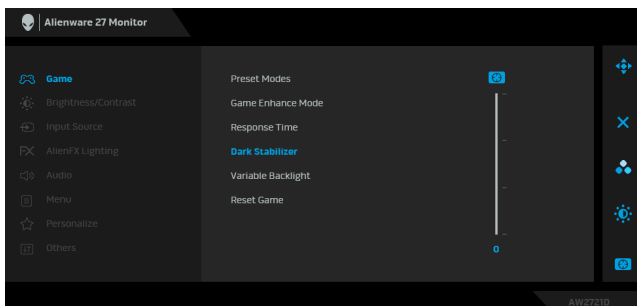 Alienware 27 Monitor
Game
Brightness/Contrast
Input Source
AlienFX Lighting
Audio
Menu
Personalize
Others
Preset Modes
Game Enhance Mode
Response Time
Dark Stabilizer
Variable Backlight
Reset Game
0
AW2721D